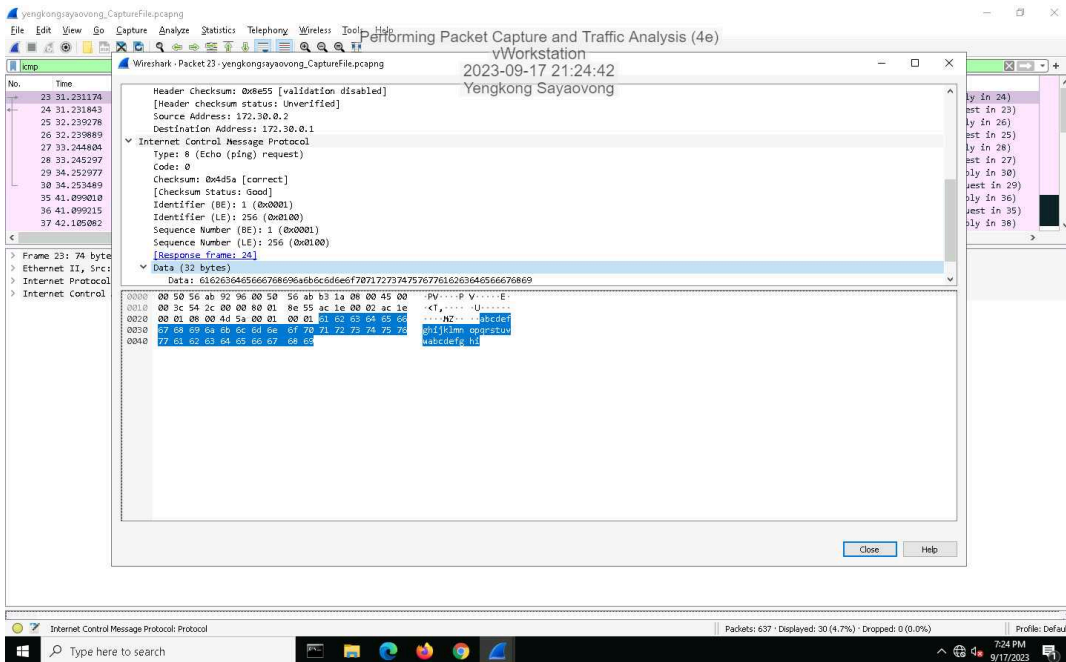 yengkongsayaovong_CaptureFile.pcapng
File Edit View Go Capture Analyze Statistics Telephony Wireless Tools Help
Performing Packet Capture and Traffic Analysis (4e)
vWorkstation
2023-09-17 21:24:42
Yengkong Sayaovong
icmp
Wireshark · Packet 23 · yengkongsayaovong_CaptureFile.pcapng
No. Time
23 31.231174
24 31.231843
25 32.239278
26 32.239889
27 33.244804
28 33.245297
29 34.252977
30 34.253489
35 41.099010
36 41.099215
37 42.105082
Header Checksum: 0x8e55 [validation disabled]
[Header checksum status: Unverified]
Source Address: 172.30.0.2
Destination Address: 172.30.0.1
Internet Control Message Protocol
Type: 8 (Echo (ping) request)
Code: 0
Checksum: 0x4d5a [correct]
[Checksum Status: Good]
Identifier (BE): 1 (0x0001)
Identifier (LE): 256 (0x0100)
Sequence Number (BE): 1 (0x0001)
Sequence Number (LE): 256 (0x0100)
[Response frame: 24]
Data (32 bytes)
Data: 6162636465666768696a6b6c6d6e6f7071727374757677616263646566676869
ly in 24)
est in 23)
ly in 26)
est in 25)
ly in 28)
est in 27)
ly in 30)
uest in 29)
ply in 36)
uest in 35)
ply in 38)
Frame 23: 74 byte
Ethernet II, Src:
Internet Protocol
Internet Control
0000 00 50 56 ab 92 96 00 50 56 ab b3 1a 08 00 45 00 ·PV····P V·····E·
0010 00 3c 54 2c 00 00 80 01 8e 55 ac 1e 00 02 ac 1e ·<T,···· ·U······
0020 00 01 08 00 4d 5a 00 01 00 01 61 62 63 64 65 66 ····MZ·· ··abcdef
0030 67 68 69 6a 6b 6c 6d 6e 6f 70 71 72 73 74 75 76 ghijklmn opqrstuv
0040 77 61 62 63 64 65 66 67 68 69 wabcdefg hi
Close Help
Internet Control Message Protocol: Protocol
Packets: 637 · Displayed: 30 (4.7%) · Dropped: 0 (0.0%)
Profile: Defau
Type here to search
7:24 PM
9/17/2023